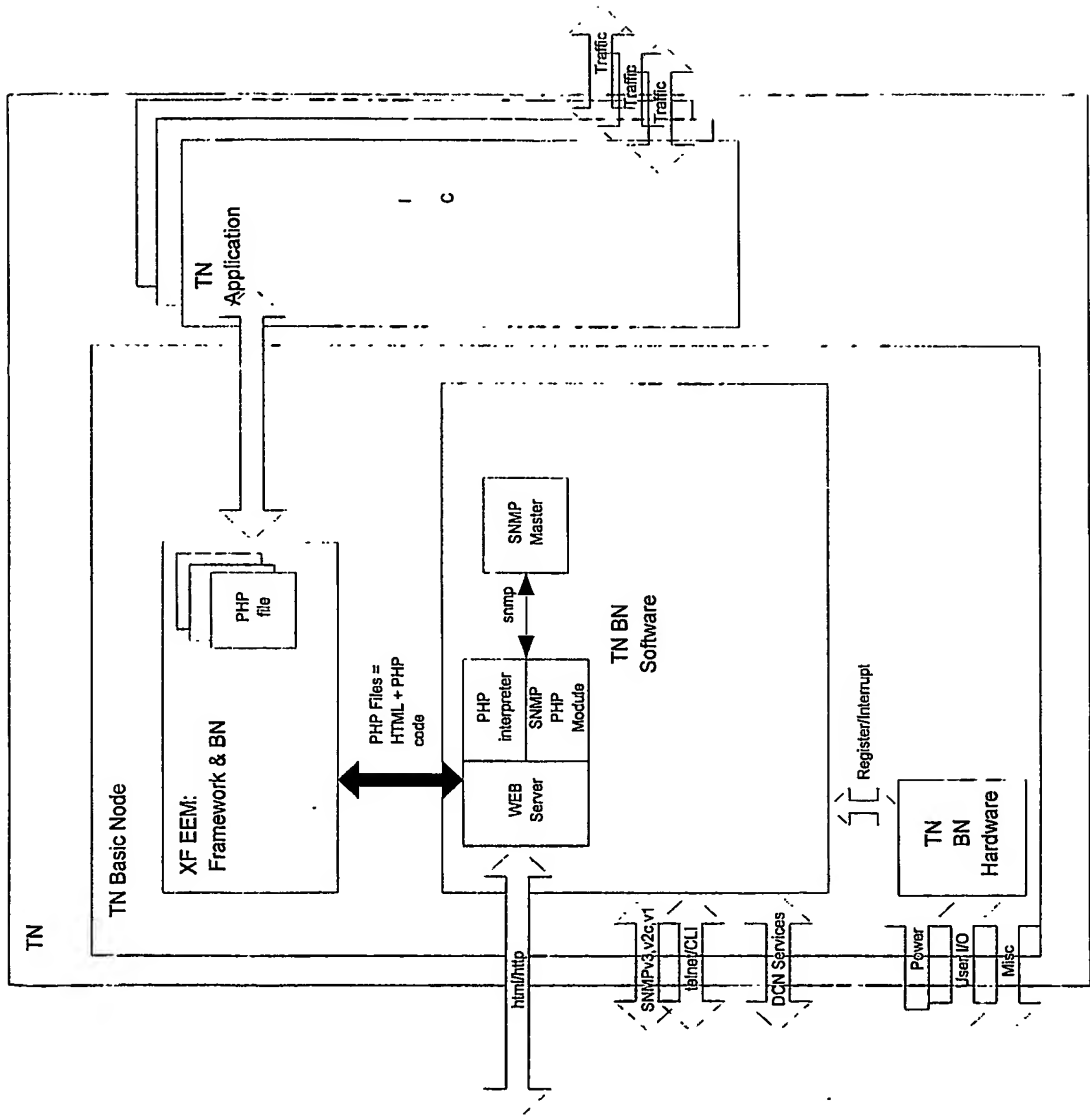 TN
TN Basic Node
XF EEM:
Framework & BN
PHP
file
TN
Application
I
C
Traffic
Traffic
Traffic
PHP Files =
HTML + PHP
code
html/http
WEB
Server
PHP
interpreter
SNMP
PHP
Module
snmp
SNMP
Master
TN BN
Software
SNMPv3,v2c,v1
telnet/CLI
DCN Services
Register/Interrupt
TN
BN
Hardware
Power
User I/O
Misc